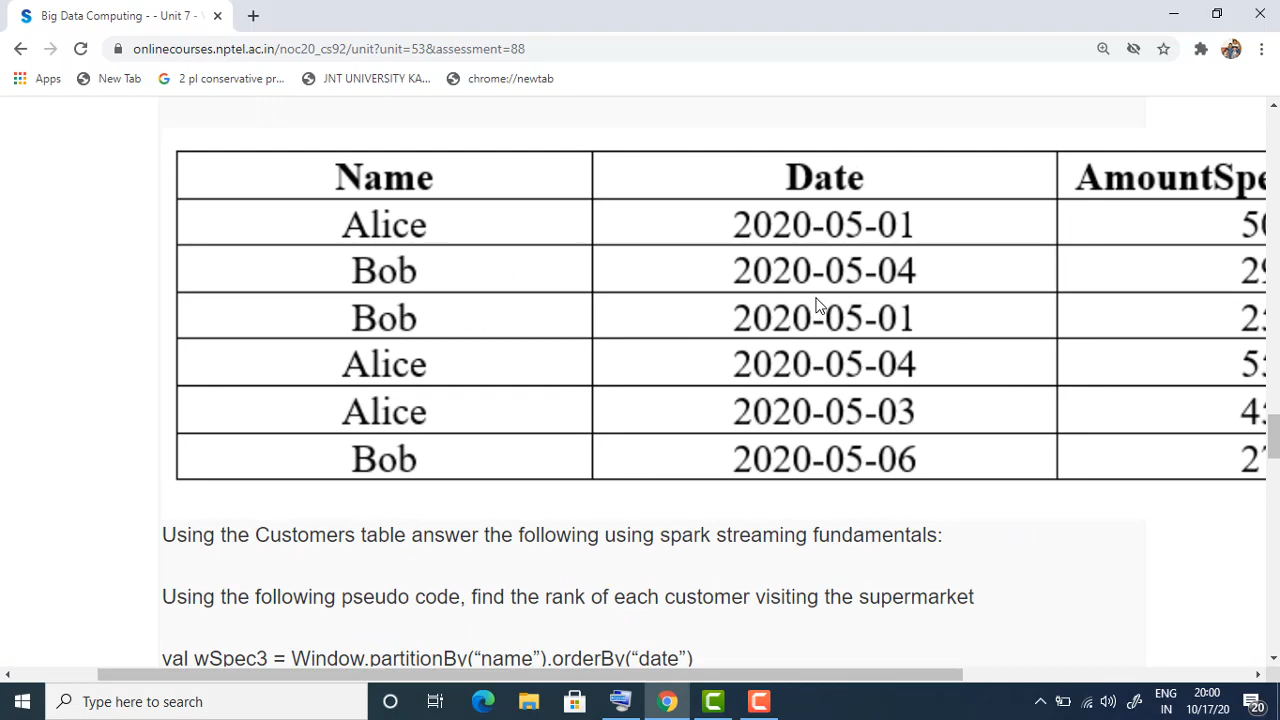 Big Data Computing - - Unit 7 -
onlinecourses.nptel.ac.in/noc20_cs92/unit?unit=53&assessment=88
Apps New Tab 2 pl conservative pr... JNT UNIVERSITY KA... chrome://newtab
Name Date
Alice 2020-05-01
Bob 2020-05-04
Bob 2020-05-01
Alice 2020-05-04
Alice 2020-05-03
Bob 2020-05-06
Using the Customers table answer the following using spark streaming fundamentals:
Using the following pseudo code, find the rank of each customer visiting the supermarket
val wSpec3 = Window.partitionBy(“name”).orderBy(“date”)
Type here to search
ENG
IN
20:00
10/17/20
20